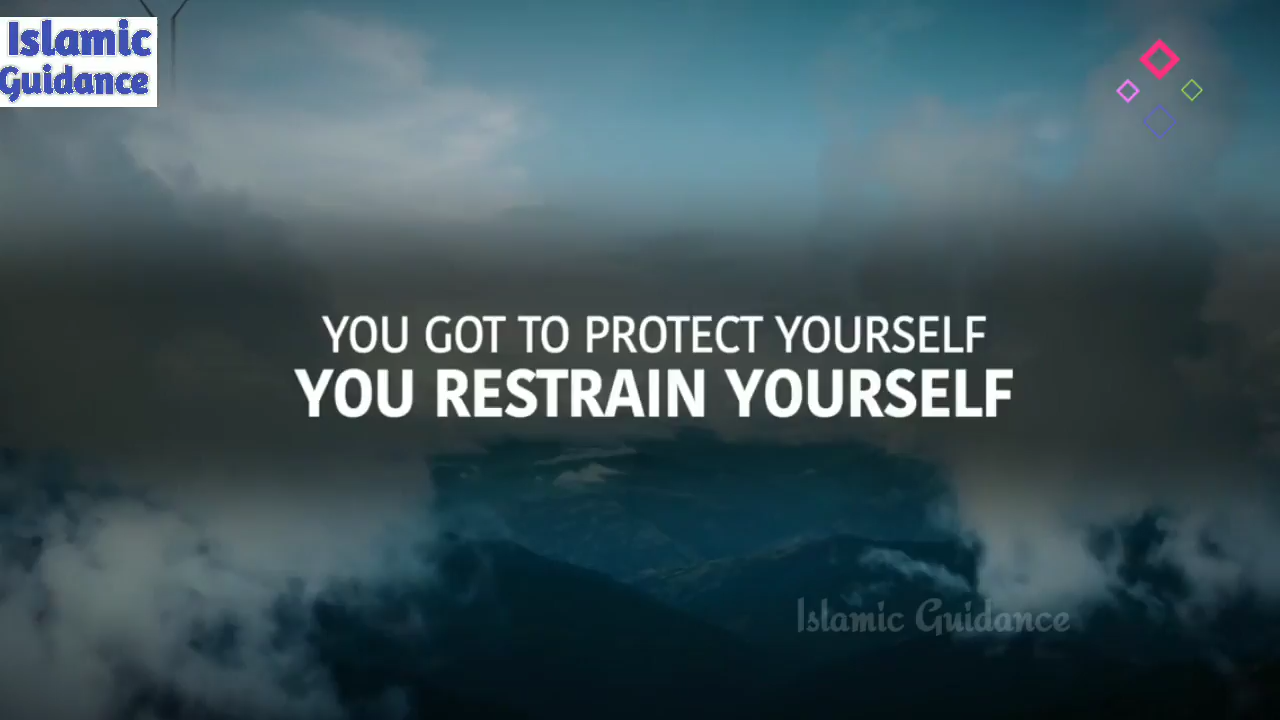 Islamic
Guidance
YOU GOT TO PROTECT YOURSELF
YOU RESTRAIN YOURSELF
Islamic Guidance